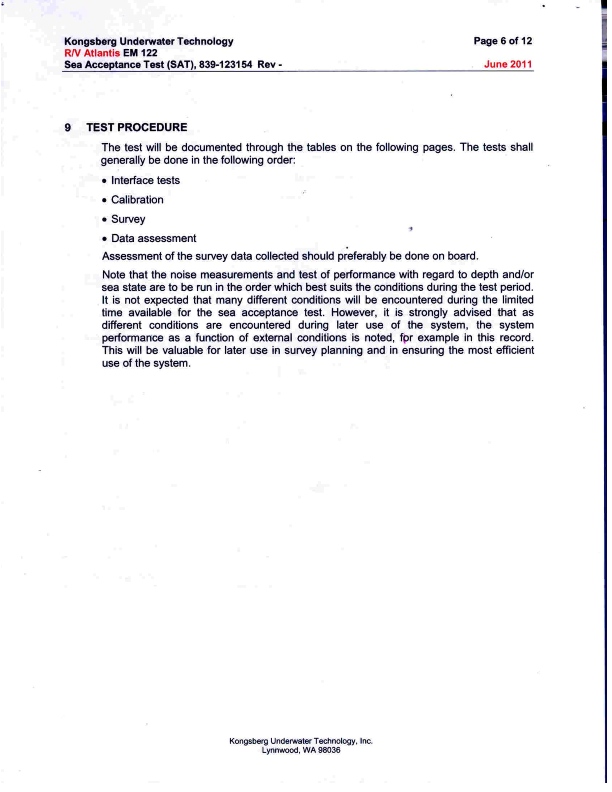 Kongsberg Underwater Technology Page 6 of 12
R/V Atlantis EM 122
Sea Acceptance Test (SAT), 839-123154 Rev - June 2011
9 TEST PROCEDURE
The test will be documented through the tables on the following pages. The tests shall
generally be done in the following order:
• Interface tests
• Calibration
• Survey
• Data assessment
Assessment of the survey data collected should preferably be done on board.
Note that the noise measurements and test of performance with regard to depth and/or
sea state are to be run in the order which best suits the conditions during the test period.
It is not expected that many different conditions will be encountered during the limited
time available for the sea acceptance test. However, it is strongly advised that as
different conditions are encountered during later use of the system, the system
performance as a function of external conditions is noted, for example in this record.
This will be valuable for later use in survey planning and in ensuring the most efficient
use of the system.
Kongsberg Underwater Technology, Inc.
Lynnwood, WA 98036